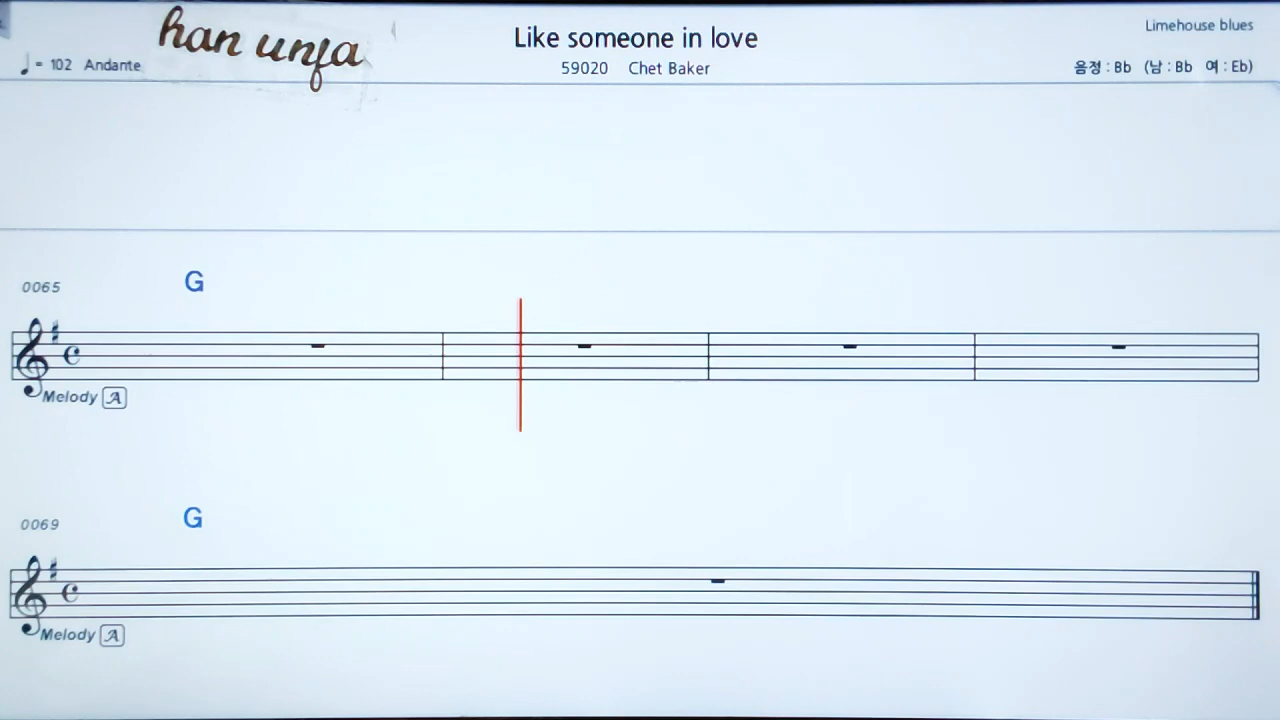 han unja
Like someone in love
Limehouse blues
♩ = 102 Andante
59020 Chet Baker
음정 : Bb (남 : Bb 여 : Eb)
0065
G
Melody A
0069
G
Melody A